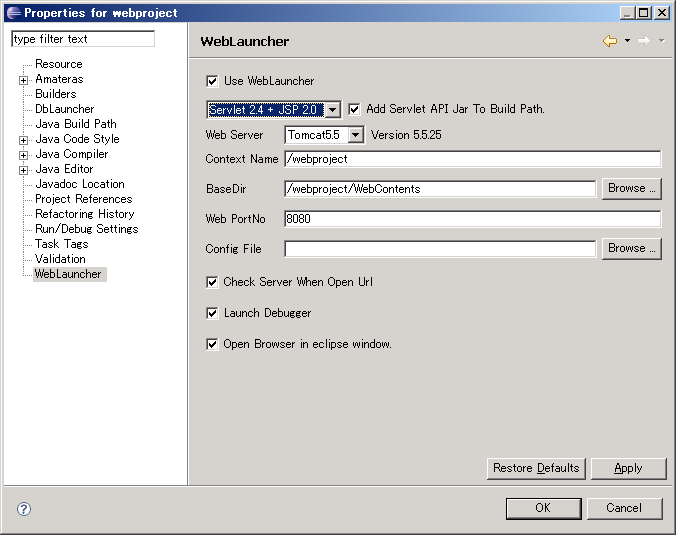 Properties for webproject
type filter text
WebLauncher
Resource
Amateras
Builders
DbLauncher
Java Build Path
Java Code Style
Java Compiler
Java Editor
Javadoc Location
Project References
Refactoring History
Run/Debug Settings
Task Tags
Validation
WebLauncher
Use WebLauncher
Servlet 2.4 + JSP 2.0 Add Servlet API Jar To Build Path.
Web Server Tomcat5.5 Version 5.5.25
Context Name /webproject
BaseDir /webproject/WebContents Browse ...
Web PortNo 8080
Config File Browse ...
Check Server When Open Url
Launch Debugger
Open Browser in eclipse window.
Restore Defaults Apply
? OK Cancel